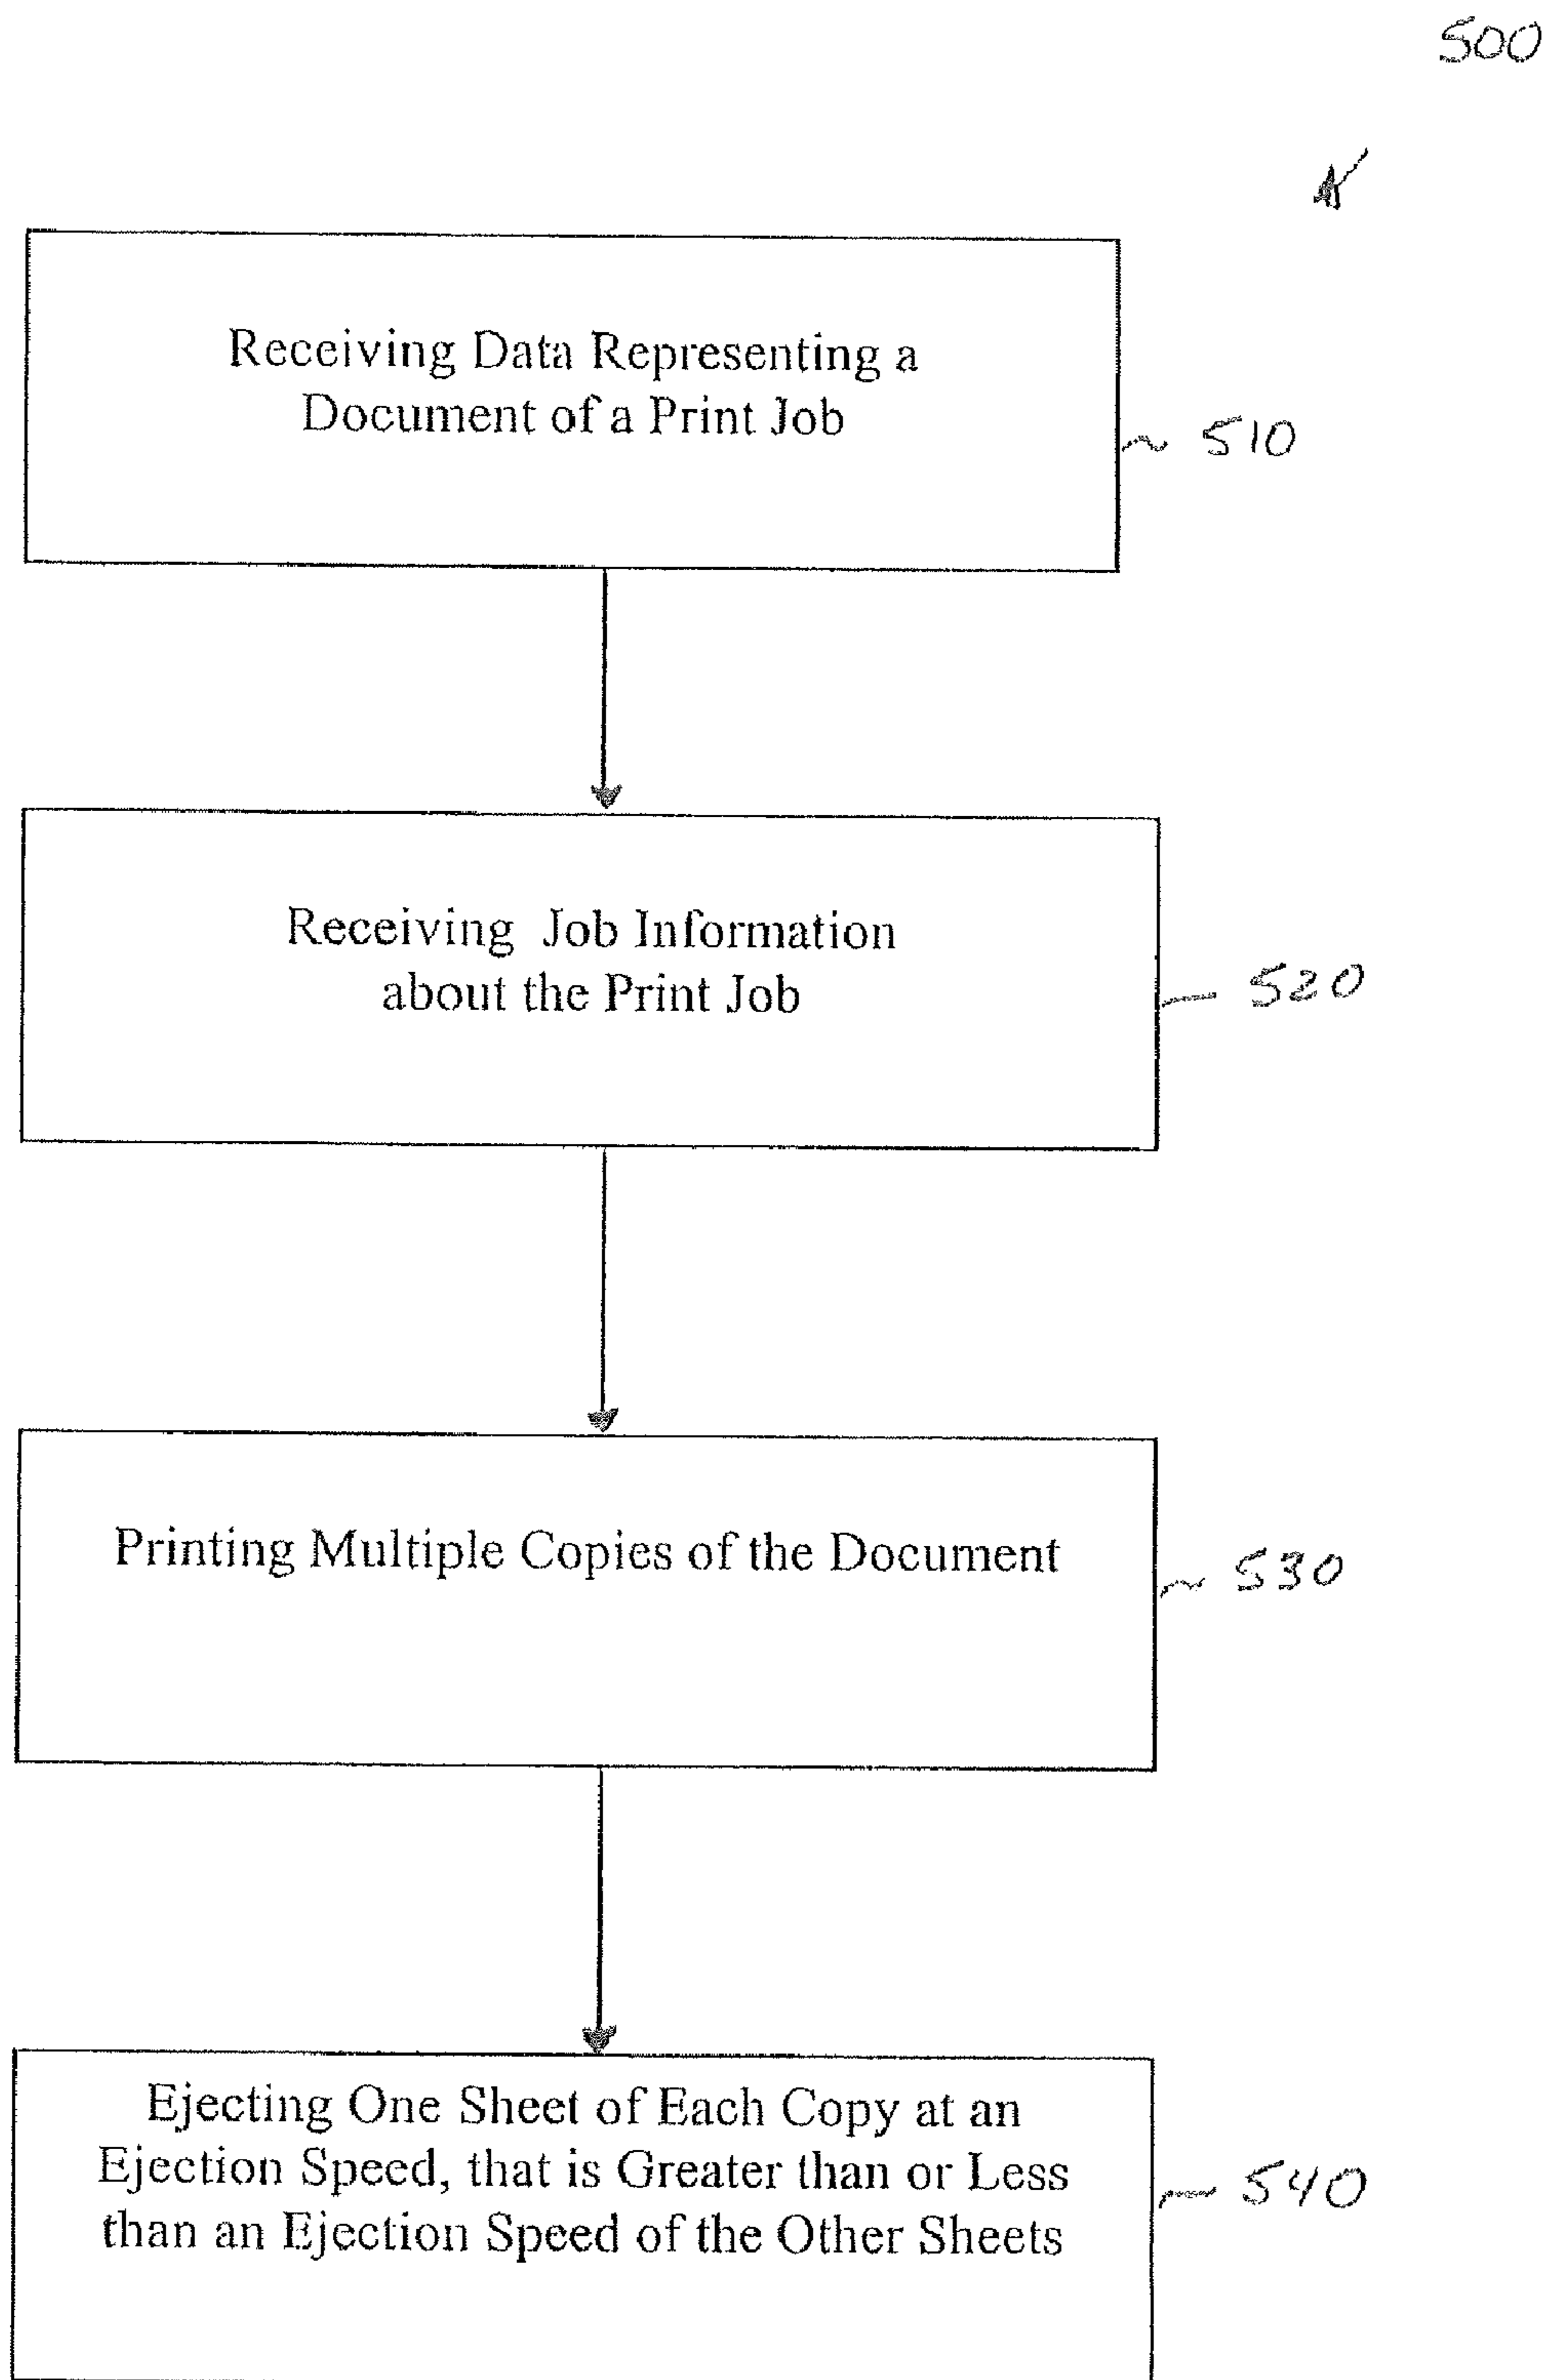 500
Receiving Data Representing a
Document of a Print Job
510
Receiving Job Information
about the Print Job
520
Printing Multiple Copies of the Document
530
Ejecting One Sheet of Each Copy at an
Ejection Speed, that is Greater than or Less
than an Ejection Speed of the Other Sheets
540